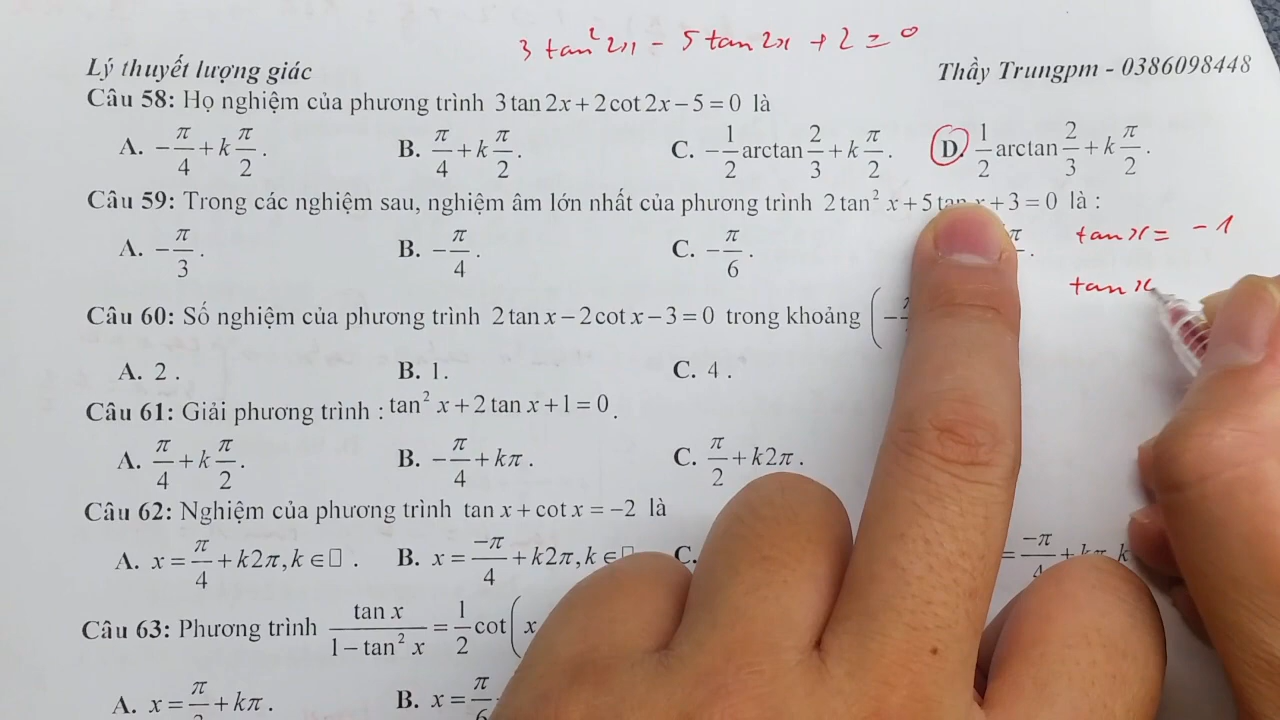 3 tan² 2x - 5 tan 2x + 2 = 0
Lý thuyết lượng giác
Thầy Trungpm - 0386098448
Câu 58: Họ nghiệm của phương trình 3 tan 2x + 2 cot 2x − 5 = 0 là
A. −π/4 + k π/2 . B. π/4 + k π/2 . C. −1/2 arctan 2/3 + k π/2 . D. 1/2 arctan 2/3 + k π/2 .
Câu 59: Trong các nghiệm sau, nghiệm âm lớn nhất của phương trình 2 tan² x + 5 tan x + 3 = 0 là :
tan x = - 1
A. −π/3 . B. −π/4 . C. −π/6 .
tan x
Câu 60: Số nghiệm của phương trình 2 tan x − 2 cot x − 3 = 0 trong khoảng ( −
A. 2 . B. 1. C. 4 .
Câu 61: Giải phương trình : tan² x + 2 tan x + 1 = 0 .
A. π/4 + k π/2 . B. −π/4 + kπ . C. π/2 + k2π .
Câu 62: Nghiệm của phương trình tan x + cot x = −2 là
A. x = π/4 + k2π, k ∈ □ . B. x = −π/4 + k2π, k ∈ □ C. = −π/4 + kπ, k
Câu 63: Phương trình tan x/(1 − tan² x) = 1/2 cot( x
A. x = π/ + kπ . B. x = π/6